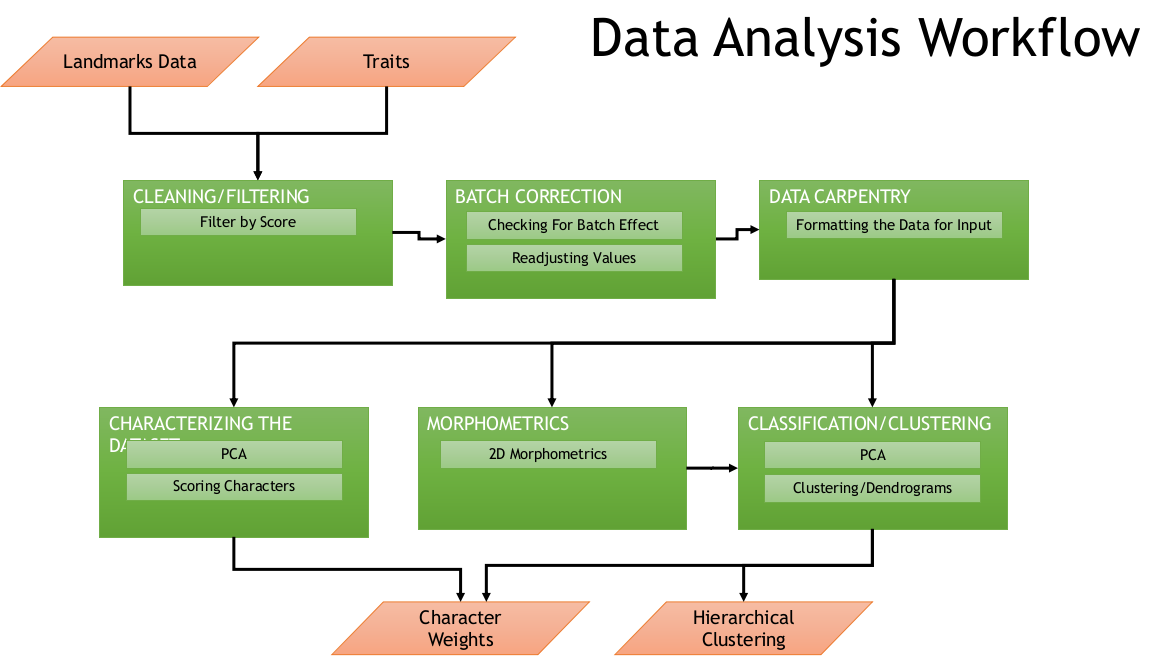 Data Analysis Workflow
Landmarks Data
Traits
CLEANING/FILTERING
Filter by Score
BATCH CORRECTION
Checking For Batch Effect
Readjusting Values
DATA CARPENTRY
Formatting the Data for Input
CHARACTERIZING THE
DATASET
PCA
Scoring Characters
MORPHOMETRICS
2D Morphometrics
CLASSIFICATION/CLUSTERING
PCA
Clustering/Dendrograms
Character
Weights
Hierarchical
Clustering